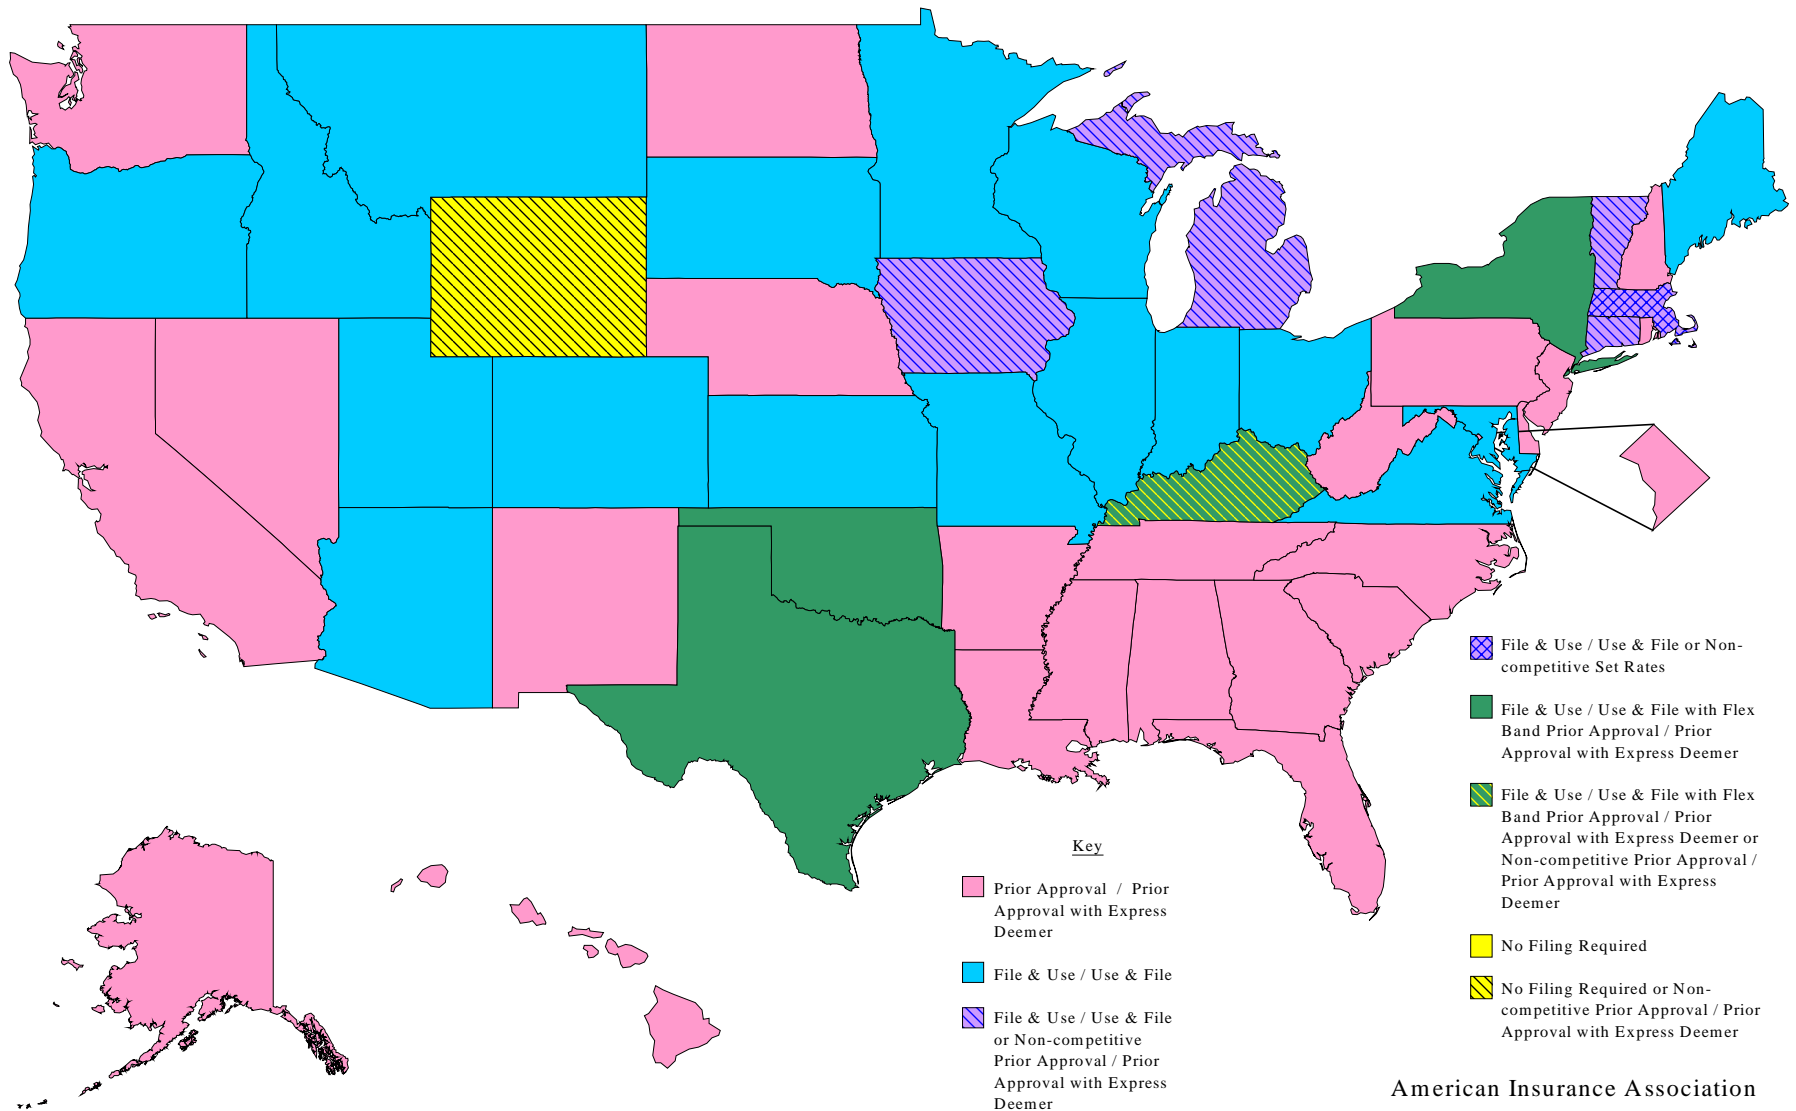 Key
Prior Approval / Prior
Approval with Express
Deemer
File & Use / Use & File
File & Use / Use & File
or Non-competitive
Prior Approval / Prior
Approval with Express
Deemer
File & Use / Use & File or Non-
competitive Set Rates
File & Use / Use & File with Flex
Band Prior Approval / Prior
Approval with Express Deemer
File & Use / Use & File with Flex
Band Prior Approval / Prior
Approval with Express Deemer or
Non-competitive Prior Approval /
Prior Approval with Express
Deemer
No Filing Required
No Filing Required or Non-
competitive Prior Approval / Prior
Approval with Express Deemer
American Insurance Association